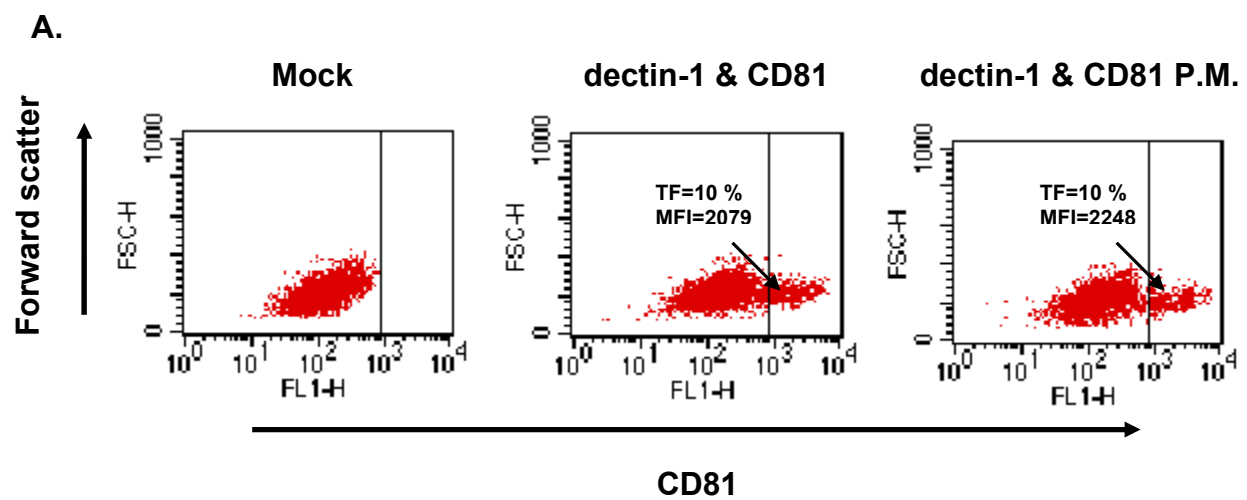 A.
Mock
dectin-1 & CD81
dectin-1 & CD81 P.M.
Forward scatter
FSC-H
1000
0
10^0 10^1 10^2 10^3 10^4
FL1-H
FSC-H
1000
0
TF=10 %
MFI=2079
10^0 10^1 10^2 10^3 10^4
FL1-H
FSC-H
1000
0
TF=10 %
MFI=2248
10^0 10^1 10^2 10^3 10^4
FL1-H
CD81